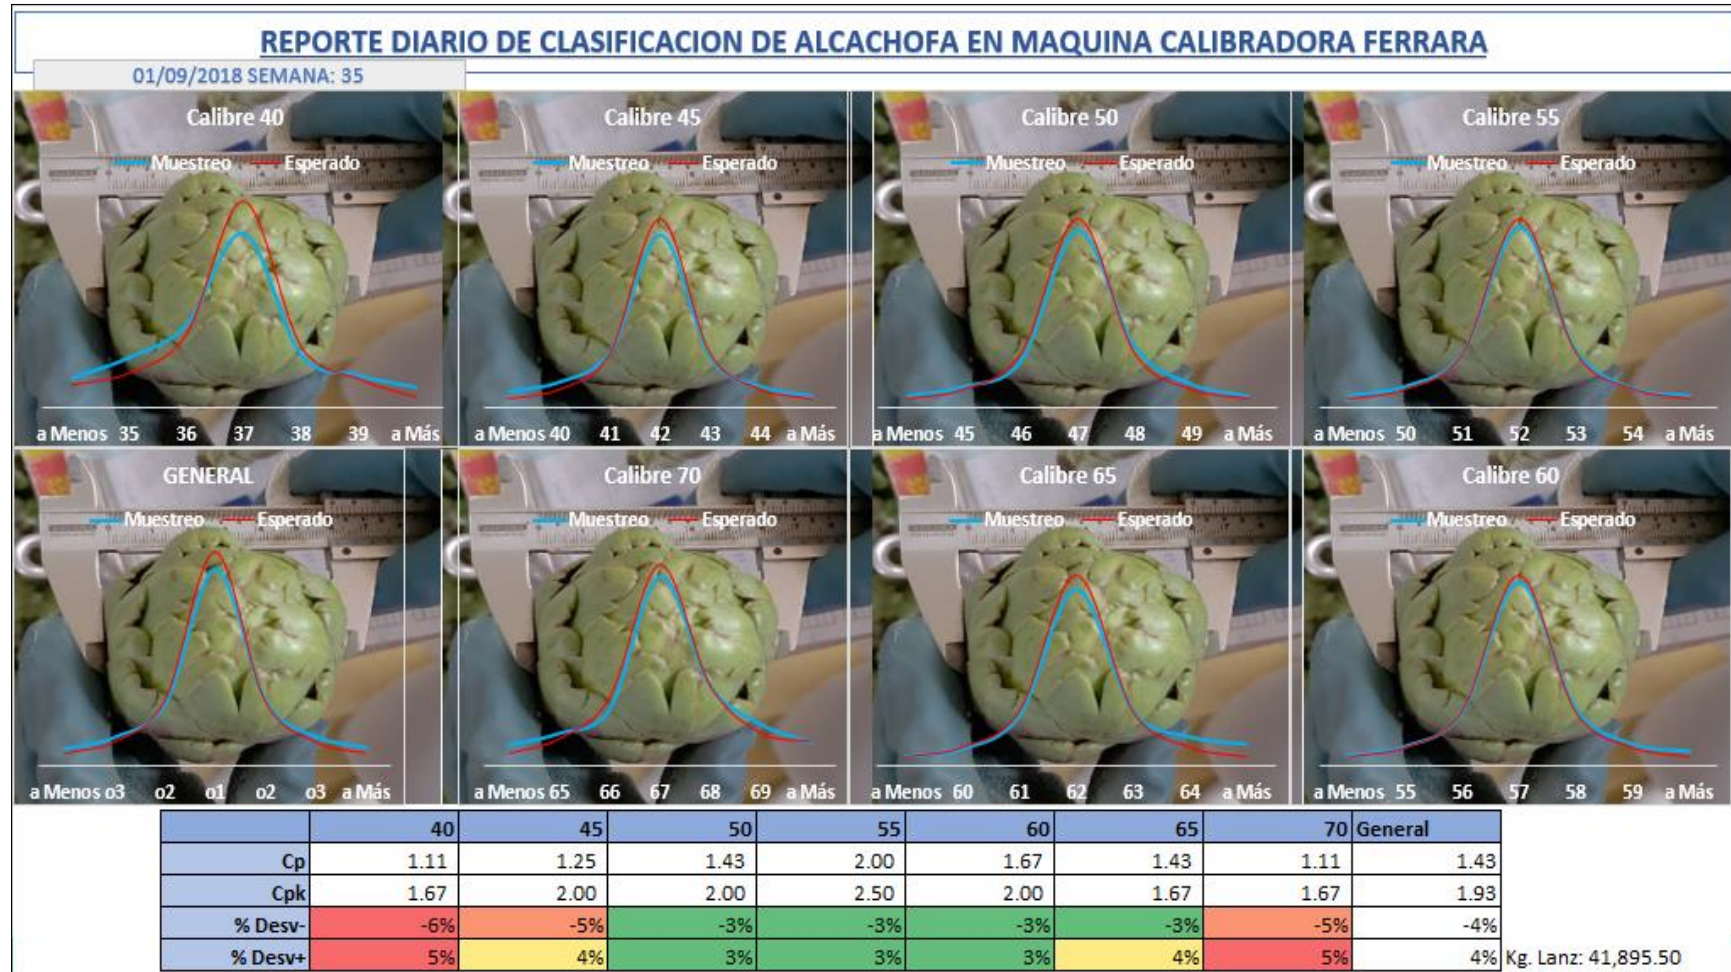 REPORTE DIARIO DE CLASIFICACION DE ALCACHOFA EN MAQUINA CALIBRADORA FERRARA
01/09/2018 SEMANA: 35
Calibre 40
Muestreo Esperado
a Menos 35 36 37 38 39 a Más
Calibre 45
Muestreo Esperado
a Menos 40 41 42 43 44 a Más
Calibre 50
Muestreo Esperado
a Menos 45 46 47 48 49 a Más
Calibre 55
Muestreo Esperado
a Menos 50 51 52 53 54 a Más
GENERAL
Muestreo Esperado
a Menos o3 o2 o1 o2 o3 a Más
Calibre 70
Muestreo Esperado
a Menos 65 66 67 68 69 a Más
Calibre 65
Muestreo Esperado
a Menos 60 61 62 63 64 a Más
Calibre 60
Muestreo Esperado
a Menos 55 56 57 58 59 a Más
40 45 50 55 60 65 70 General
Cp 1.11 1.25 1.43 2.00 1.67 1.43 1.11 1.43
Cpk 1.67 2.00 2.00 2.50 2.00 1.67 1.67 1.93
% Desv- -6% -5% -3% -3% -3% -3% -5% -4%
% Desv+ 5% 4% 3% 3% 3% 4% 5% 4% Kg. Lanz: 41,895.50